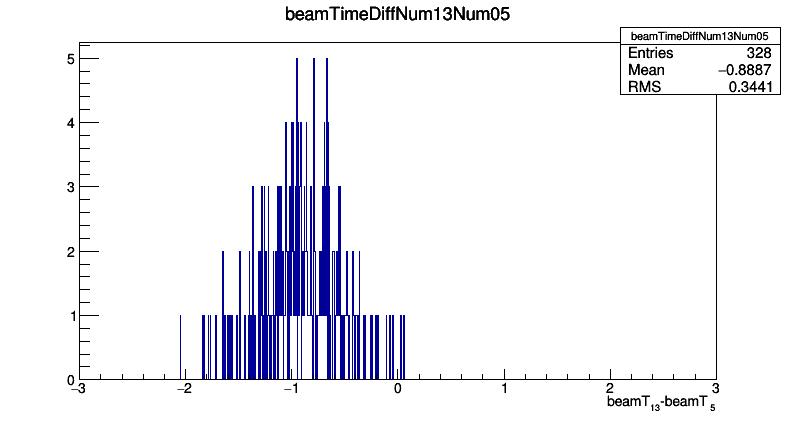 beamTimeDiffNum13Num05
beamTimeDiffNum13Num05
Entries 328
Mean −0.8887
RMS 0.3441
5
4
3
2
1
0
−3 −2 −1 0 1 2 3
beamT13-beamT5